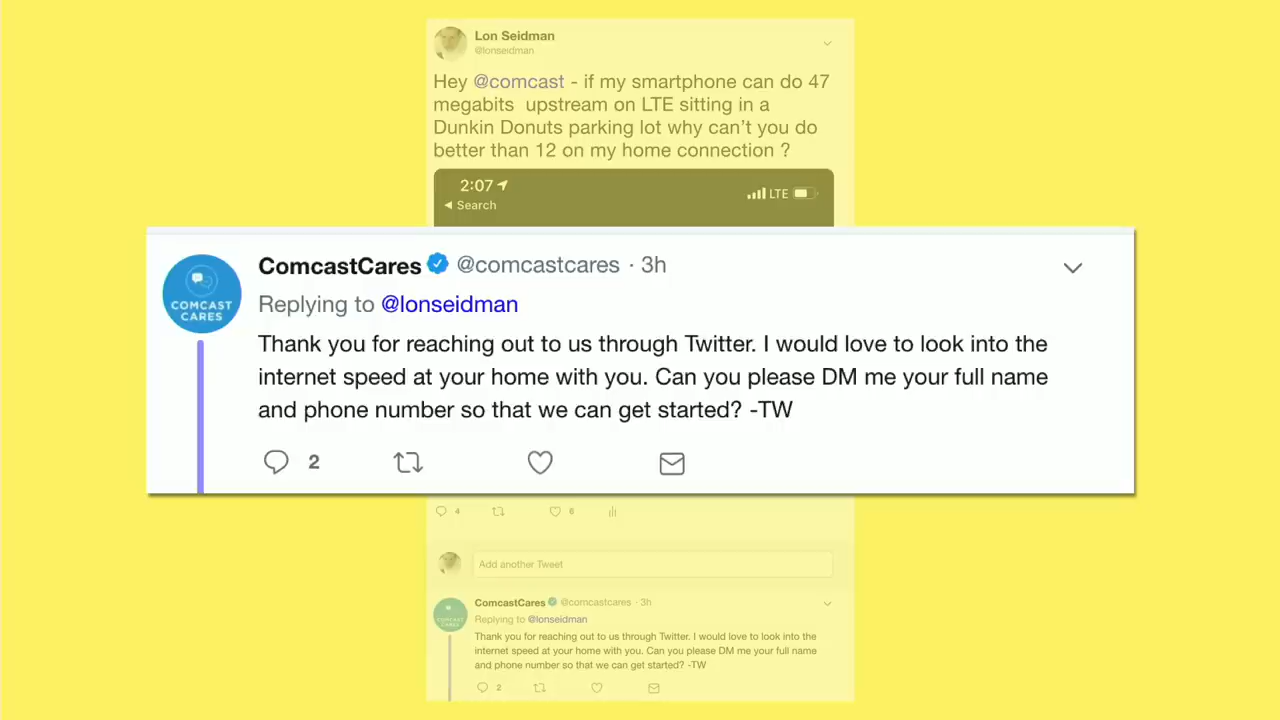 Lon Seidman
@lonseidman
Hey @comcast - if my smartphone can do 47
megabits upstream on LTE sitting in a
Dunkin Donuts parking lot why can't you do
better than 12 on my home connection ?
2:07
LTE
◀ Search
COMCAST
CARES
ComcastCares @comcastcares · 3h
Replying to @lonseidman
Thank you for reaching out to us through Twitter. I would love to look into the
internet speed at your home with you. Can you please DM me your full name
and phone number so that we can get started? -TW
2
4 6
Add another Tweet
COMCAST
CARES
ComcastCares @comcastcares · 3h
Replying to @lonseidman
Thank you for reaching out to us through Twitter. I would love to look into the
internet speed at your home with you. Can you please DM me your full name
and phone number so that we can get started? -TW
2